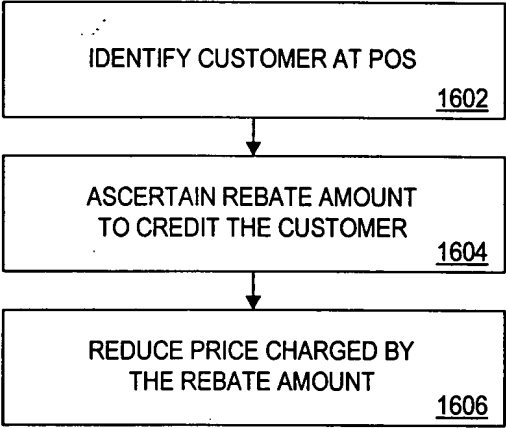 IDENTIFY CUSTOMER AT POS
1602
ASCERTAIN REBATE AMOUNT
TO CREDIT THE CUSTOMER
1604
REDUCE PRICE CHARGED BY
THE REBATE AMOUNT
1606